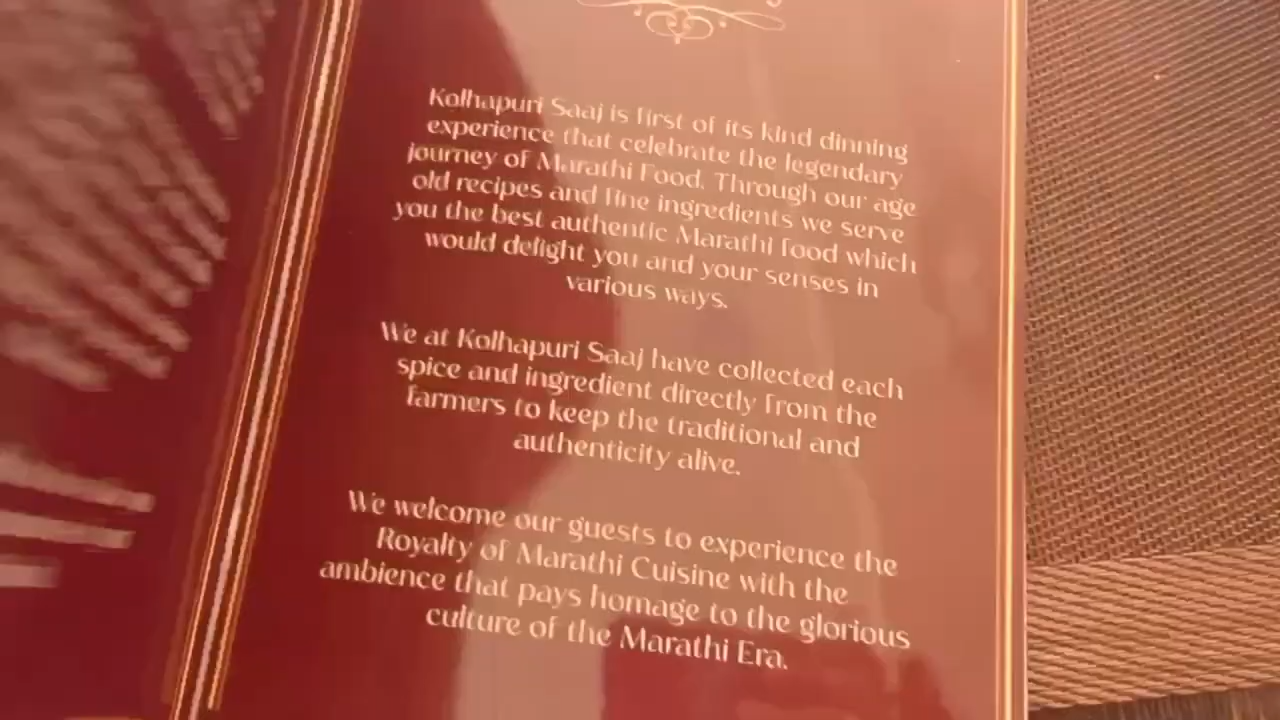 Kolhapuri Saaj is first of its kind dinning
experience that celebrate the legendary
journey of Marathi Food. Through our age
old recipes and fine ingredients we serve
you the best authentic Marathi food which
would delight you and your senses in
various ways.
We at Kolhapuri Saaj have collected each
spice and ingredient directly from the
farmers to keep the traditional and
authenticity alive.
We welcome our guests to experience the
Royalty of Marathi Cuisine with the
ambience that pays homage to the glorious
culture of the Marathi Era.